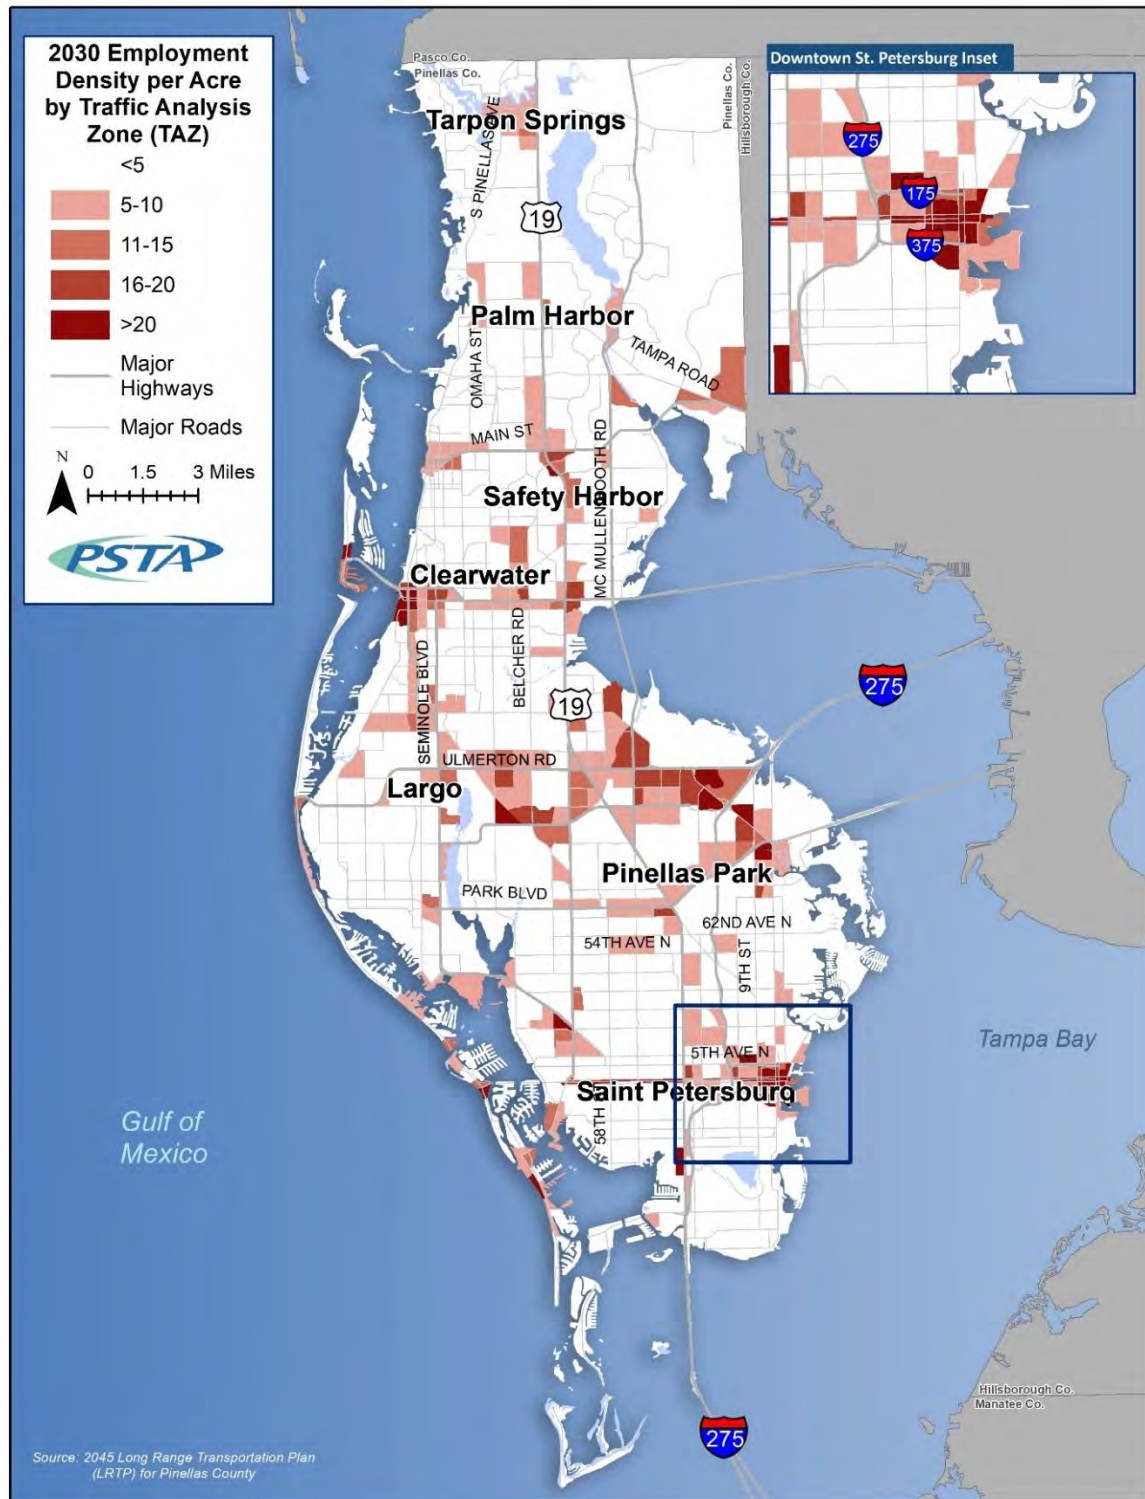 2030 Employment
Density per Acre
by Traffic Analysis
Zone (TAZ)
<5
5-10
11-15
16-20
>20
Major
Highways
Major Roads
N
0 1.5 3 Miles
PSTA
Pasco Co.
Pinellas Co.
Pinellas Co.
Hillsborough Co.
Downtown St. Petersburg Inset
275
175
375
Tarpon Springs
S PINELLAS AVE
19
Palm Harbor
OMAHA ST
TAMPA ROAD
MAIN ST
MC MULLEN BOOTH RD
Safety Harbor
Clearwater
BELCHER RD
SEMINOLE BLVD
19
275
ULMERTON RD
Largo
Pinellas Park
PARK BLVD
62ND AVE N
54TH AVE N
9TH ST
5TH AVE N
Saint Petersburg
58TH
Tampa Bay
Gulf of
Mexico
Hillsborough Co.
Manatee Co.
275
Source: 2045 Long Range Transportation Plan
(LRTP) for Pinellas County